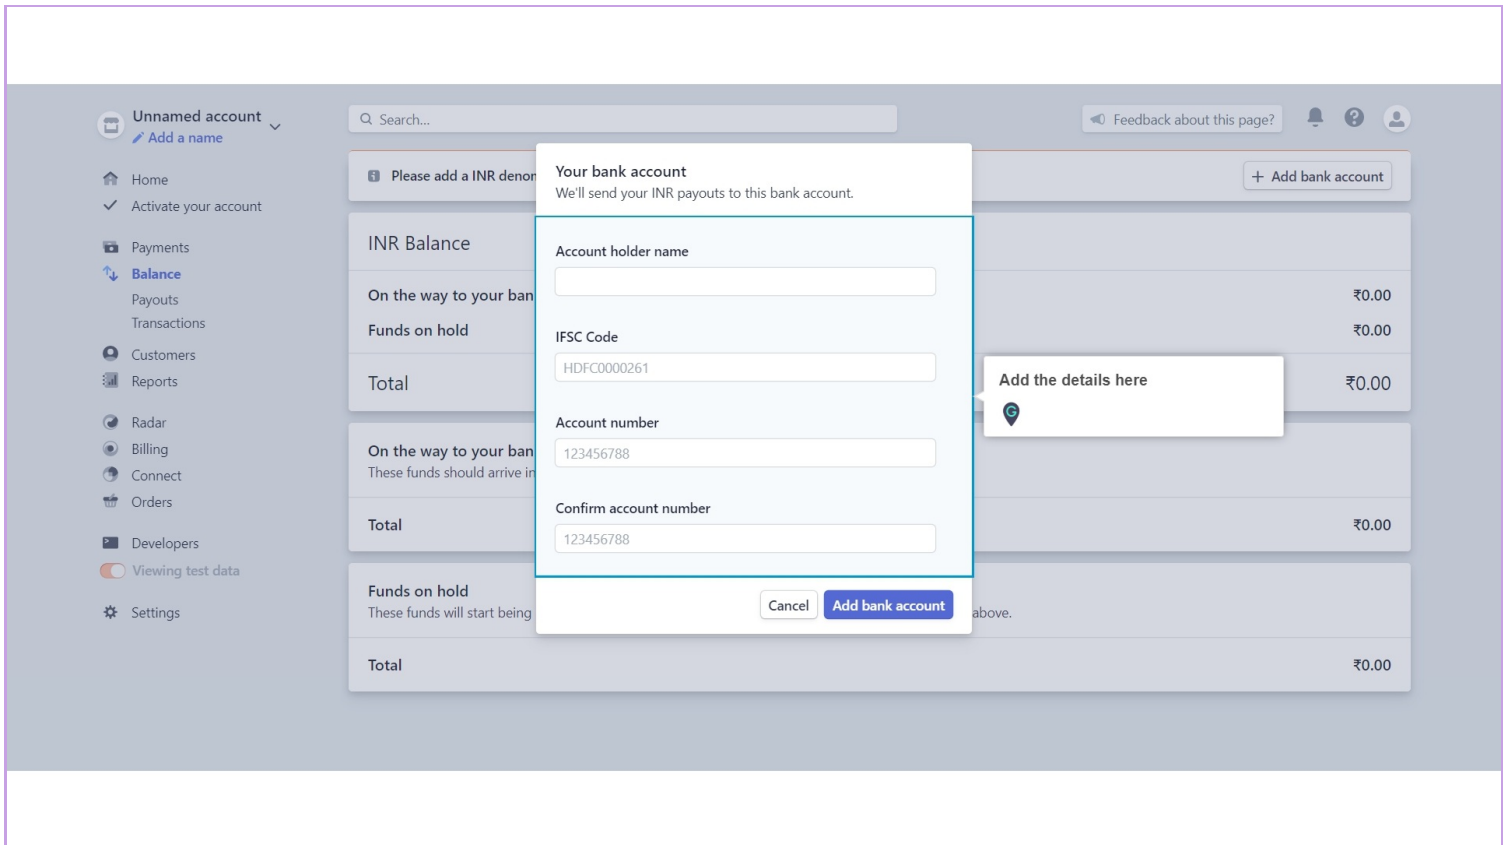 Unnamed account
Add a name
Search...
Feedback about this page?
Home
Activate your account
Payments
Balance
Payouts
Transactions
Customers
Reports
Radar
Billing
Connect
Orders
Developers
Viewing test data
Settings
Please add a INR denom
+ Add bank account
INR Balance
On the way to your ban
₹0.00
Funds on hold
₹0.00
Total
₹0.00
On the way to your ban
These funds should arrive in
Total
₹0.00
Funds on hold
These funds will start being
above.
Total
₹0.00
Your bank account
We'll send your INR payouts to this bank account.
Account holder name
IFSC Code
HDFC0000261
Account number
123456788
Confirm account number
123456788
Cancel
Add bank account
Add the details here
G